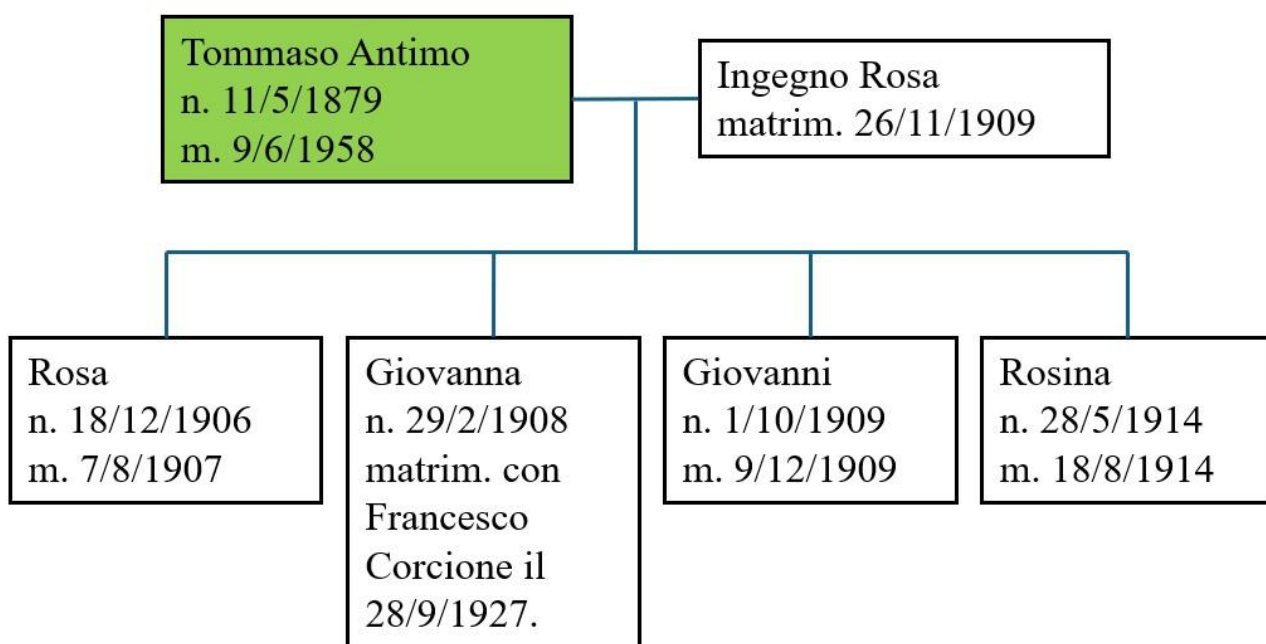 Tommaso Antimo
n. 11/5/1879
m. 9/6/1958
Ingegno Rosa
matrim. 26/11/1909
Rosa
n. 18/12/1906
m. 7/8/1907
Giovanna
n. 29/2/1908
matrim. con
Francesco
Corcione il
28/9/1927.
Giovanni
n. 1/10/1909
m. 9/12/1909
Rosina
n. 28/5/1914
m. 18/8/1914